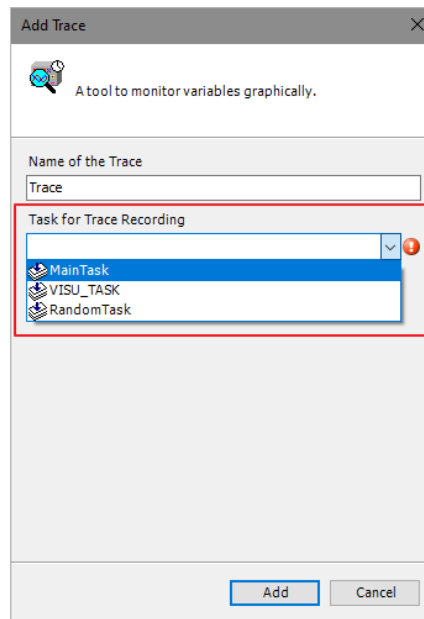 Add Trace
A tool to monitor variables graphically.
Name of the Trace
Trace
Task for Trace Recording
MainTask
VISU_TASK
RandomTask
Add
Cancel